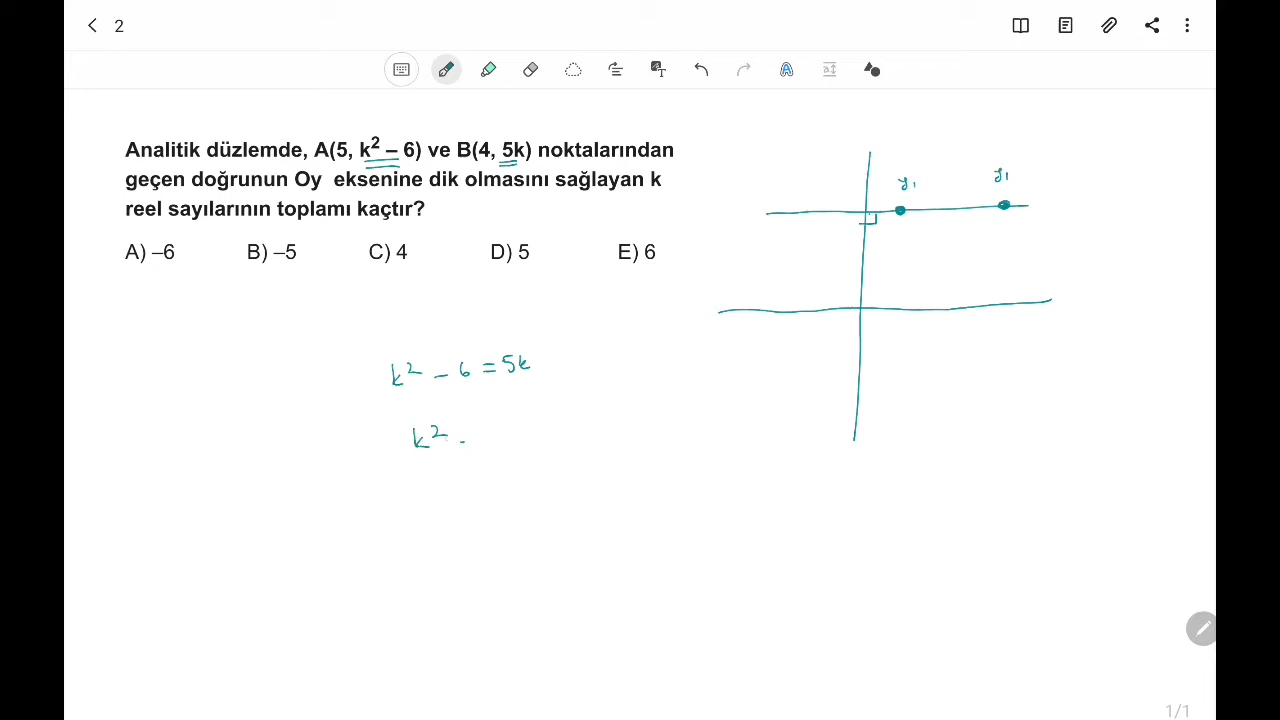 2
Analitik düzlemde, A(5, k² – 6) ve B(4, 5k) noktalarından
geçen doğrunun Oy eksenine dik olmasını sağlayan k
reel sayılarının toplamı kaçtır?
A) –6 B) –5 C) 4 D) 5 E) 6
y₁ y₁
k² – 6 = 5k
k² -
1/1